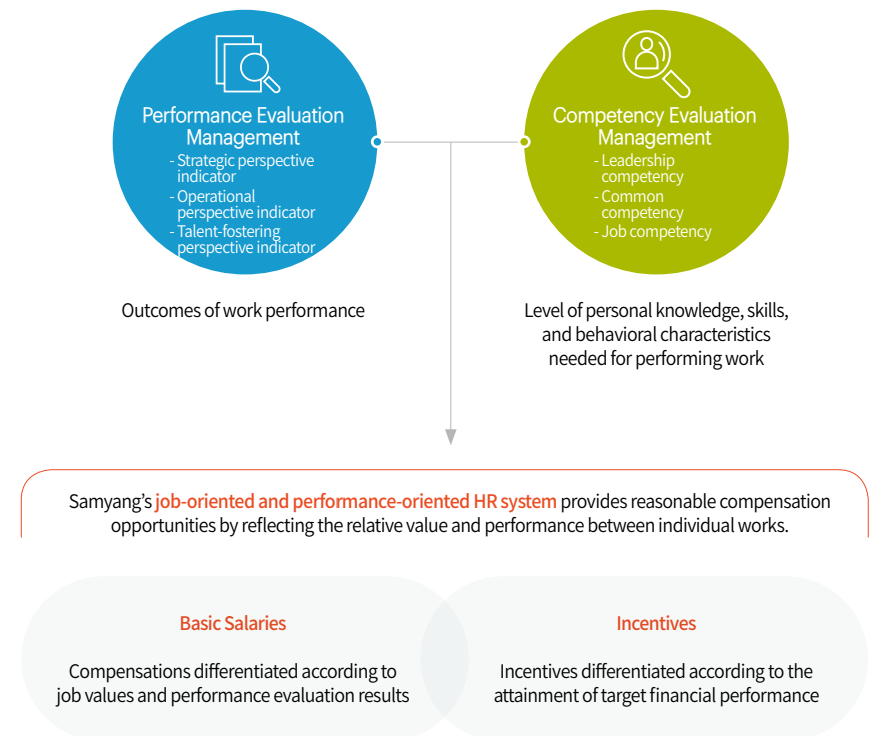 Performance Evaluation
Management
- Strategic perspective
indicator
- Operational
perspective indicator
- Talent-fostering
perspective indicator
Outcomes of work performance
Competency Evaluation
Management
- Leadership
competency
- Common
competency
- Job competency
Level of personal knowledge, skills,
and behavioral characteristics
needed for performing work
Samyang's job-oriented and performance-oriented HR system provides reasonable compensation
opportunities by reflecting the relative value and performance between individual works.
Basic Salaries
Compensations differentiated according to
job values and performance evaluation results
Incentives
Incentives differentiated according to the
attainment of target financial performance